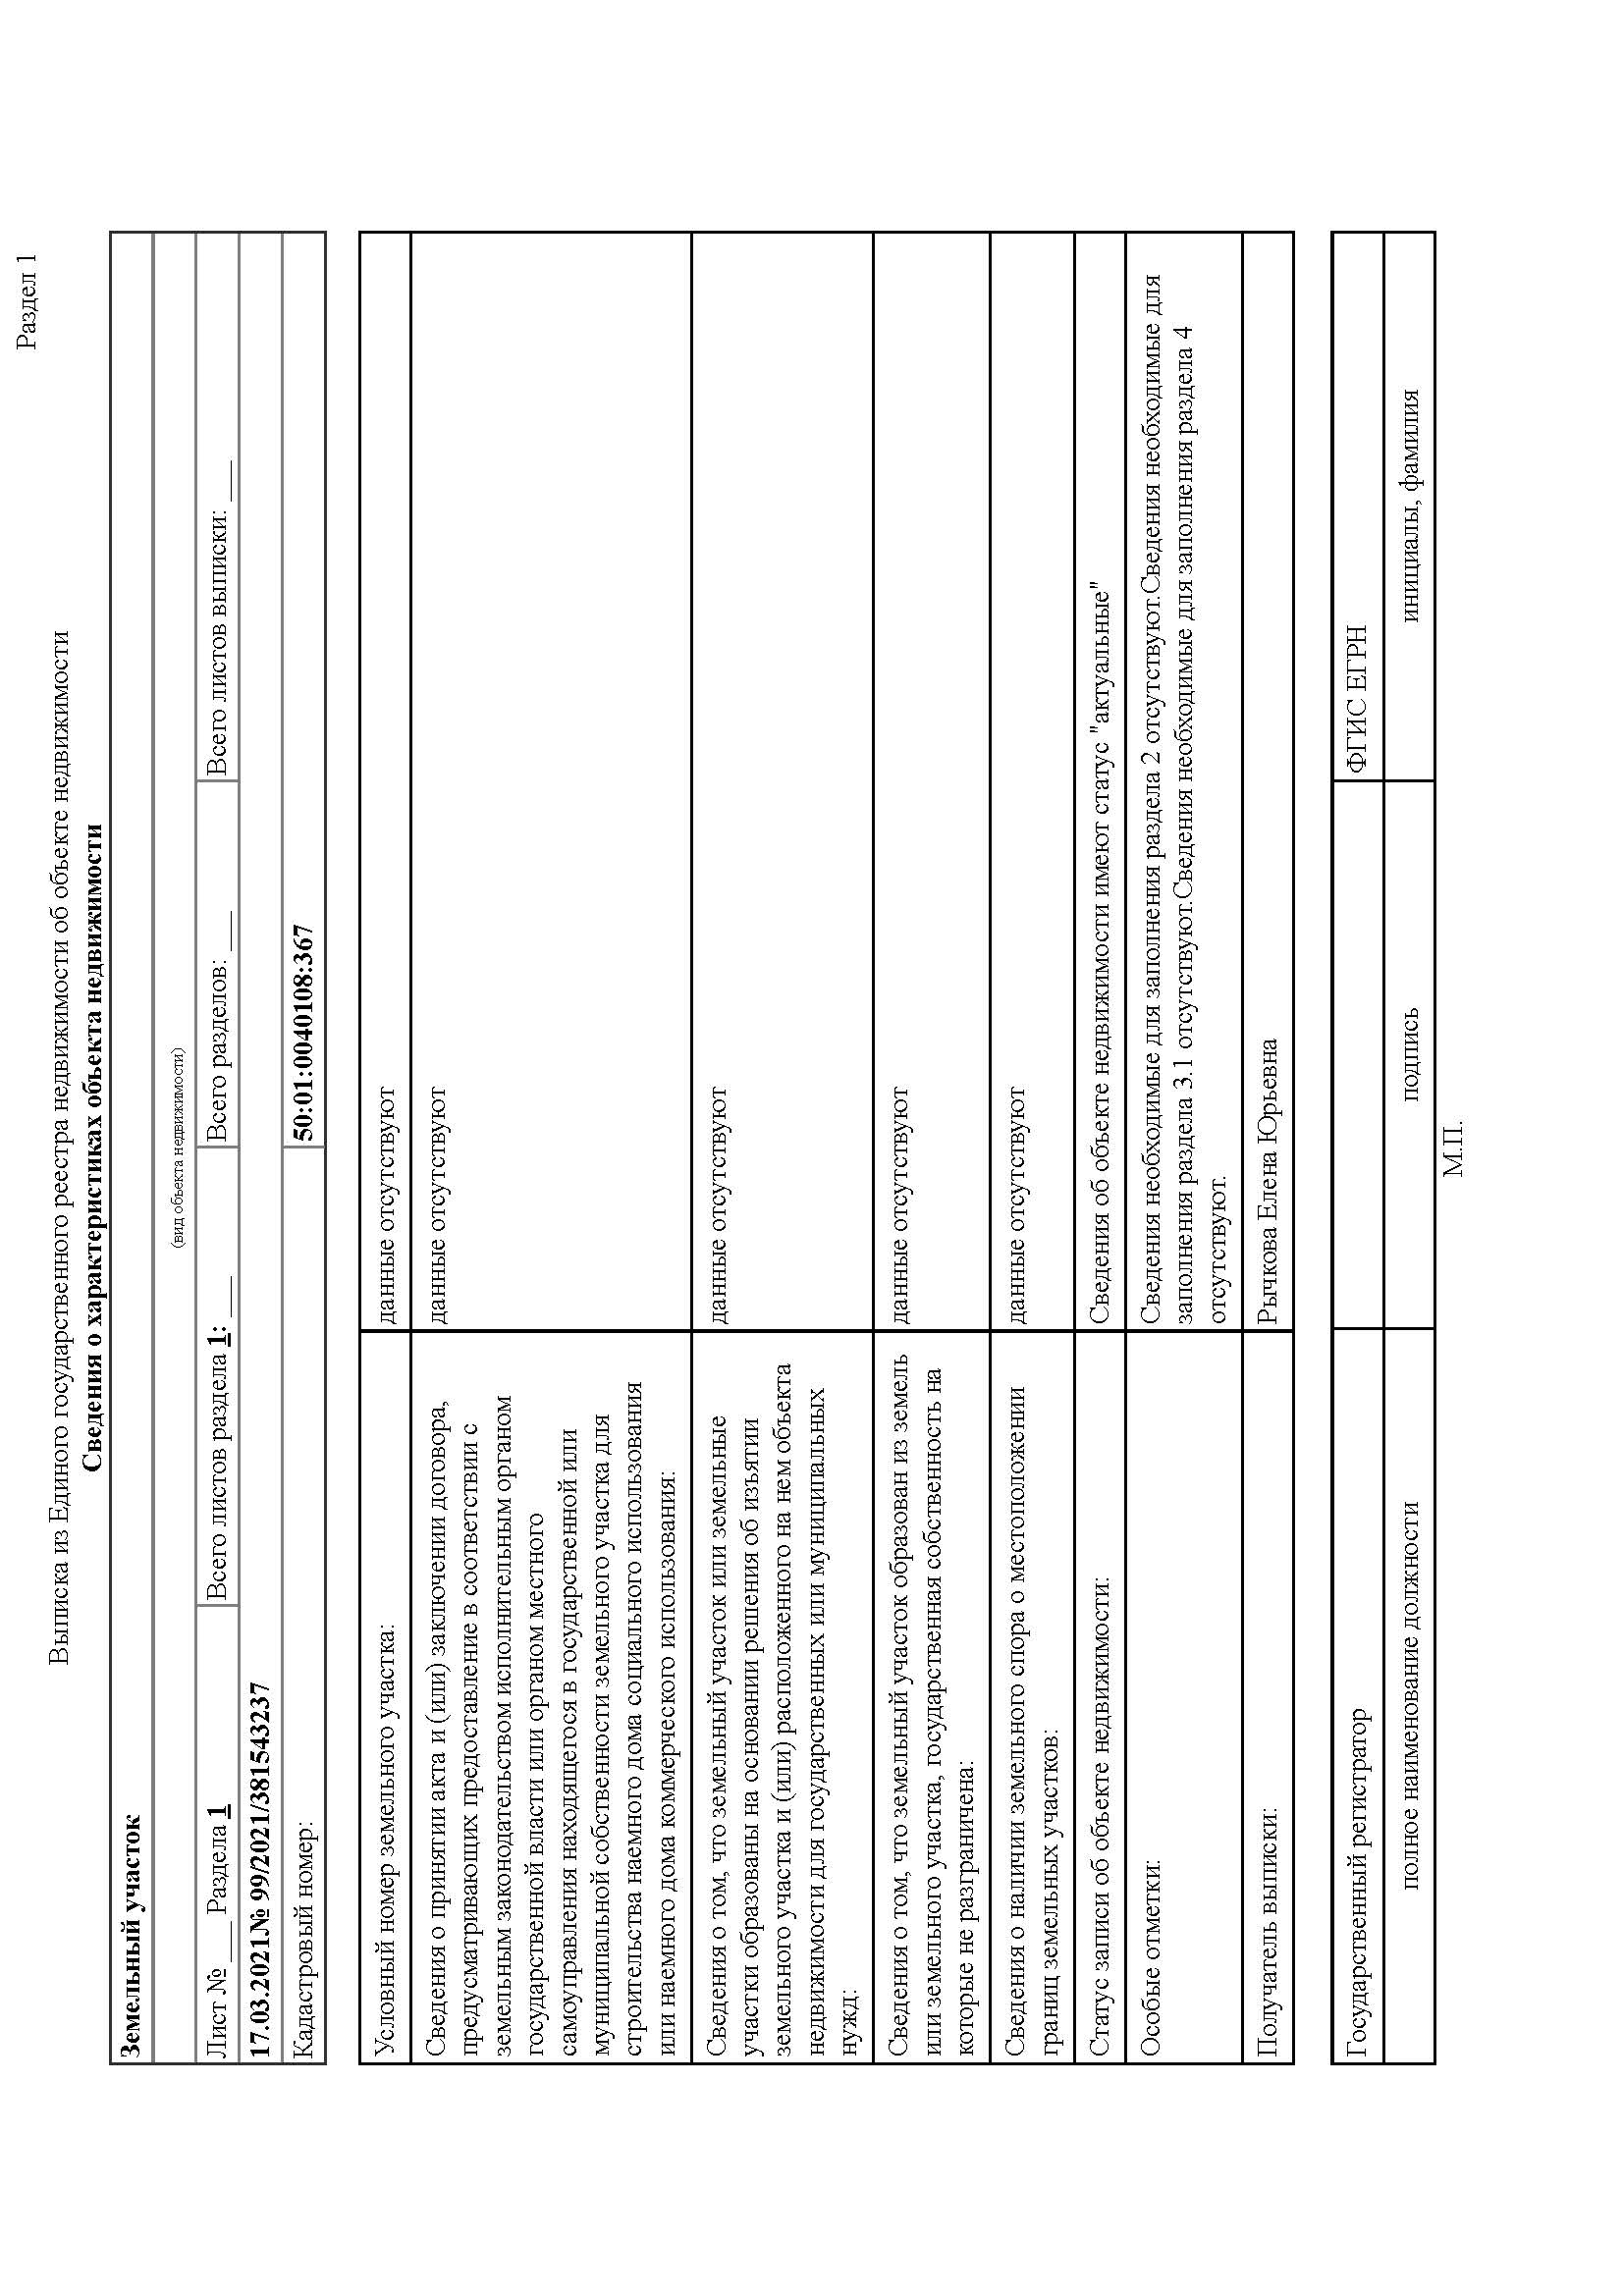 Раздел 1
Выписка из Единого государственного реестра недвижимости об объекте недвижимости
Сведения о характеристиках объекта недвижимости
Земельный участок
(вид объекта недвижимости)
Лист № ___ Раздела 1 Всего листов раздела 1: ___ Всего разделов: ___ Всего листов выписки: ___
17.03.2021№ 99/2021/381543237
Кадастровый номер: 50:01:0040108:367
Условный номер земельного участка: данные отсутствуют
Сведения о принятии акта и (или) заключении договора, данные отсутствуют
предусматривающих предоставление в соответствии с
земельным законодательством исполнительным органом
государственной власти или органом местного
самоуправления находящегося в государственной или
муниципальной собственности земельного участка для
строительства наемного дома социального использования
или наемного дома коммерческого использования:
Сведения о том, что земельный участок или земельные данные отсутствуют
участки образованы на основании решения об изъятии
земельного участка и (или) расположенного на нем объекта
недвижимости для государственных или муниципальных
нужд:
Сведения о том, что земельный участок образован из земель данные отсутствуют
или земельного участка, государственная собственность на
которые не разграничена:
Сведения о наличии земельного спора о местоположении данные отсутствуют
границ земельных участков:
Статус записи об объекте недвижимости: Сведения об объекте недвижимости имеют статус "актуальные"
Особые отметки: Сведения необходимые для заполнения раздела 2 отсутствуют.Сведения необходимые для
заполнения раздела 3.1 отсутствуют.Сведения необходимые для заполнения раздела 4
отсутствуют.
Получатель выписки: Рычкова Елена Юрьевна
Государственный регистратор ФГИС ЕГРН
полное наименование должности подпись инициалы, фамилия
М.П.